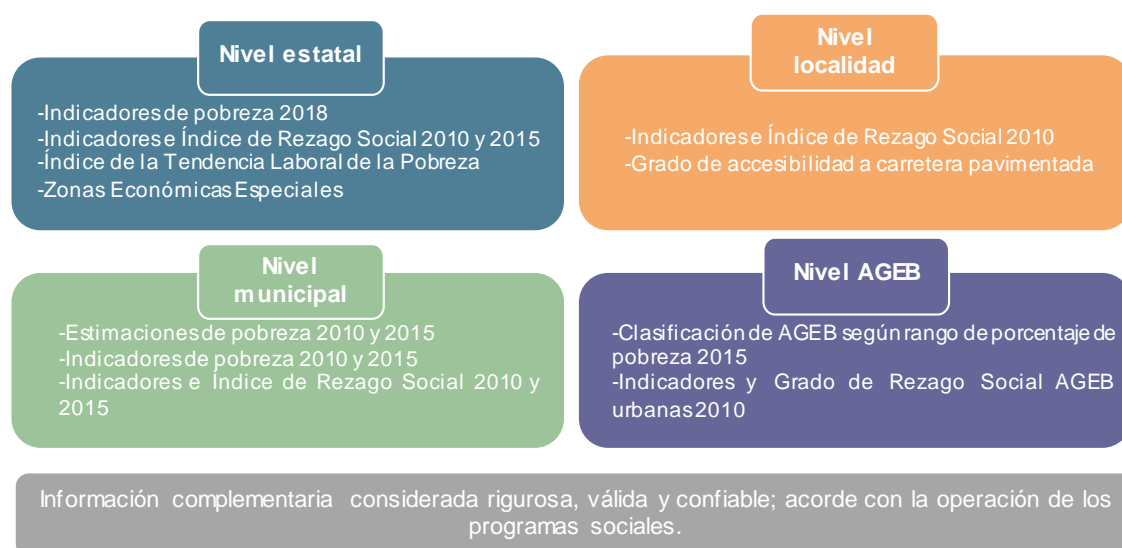 Nivel estatal
-Indicadores de pobreza 2018
-Indicadores e Índice de Rezago Social 2010 y 2015
-Índice de la Tendencia Laboral de la Pobreza
-Zonas Económicas Especiales
Nivel
localidad
-Indicadores e Índice de Rezago Social 2010
-Grado de accesibilidad a carretera pavimentada
Nivel
municipal
-Estimaciones de pobreza 2010 y 2015
-Indicadores de pobreza 2010 y 2015
-Indicadores e Índice de Rezago Social 2010 y
2015
Nivel AGEB
-Clasificación de AGEB según rango de porcentaje de
pobreza 2015
-Indicadores y Grado de Rezago Social AGEB
urbanas 2010
Información complementaria considerada rigurosa, válida y confiable; acorde con la operación de los
programas sociales.